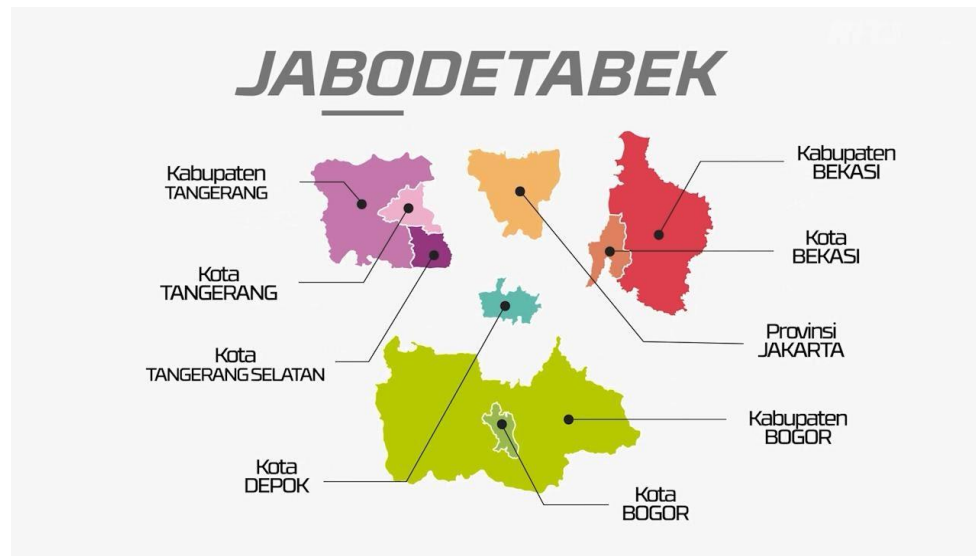 JABODETABEK
Kabupaten
TANGERANG
Kota
TANGERANG
Kota
TANGERANG SELATAN
Kota
DEPOK
Kabupaten
BEKASI
Kota
BEKASI
Provinsi
JAKARTA
Kabupaten
BOGOR
Kota
BOGOR